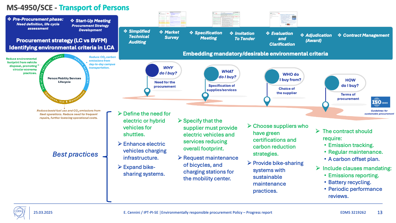 MS-4950/SCE - Transport of Persons
Pre-Procurement phase:
Need definition, life-cycle
assessment
Start-Up Meeting
Procurement Strategy
Development
Procurement strategy (LC vs BVFM)
Identifying environmental criteria in LCA
Simplified
Technical
Auditing
Market
Survey
Specification
Meeting
Invitation
To Tender
Evaluation
and
Clarification
Adjudication
(Award)
Contract Management
Embedding mandatory/desirable environmental criteria
Reed Mobility Services
Lifecycle
WHY
do I buy?
Need for the
procurement
WHAT
do I buy?
Specification of
supplies/services
WHO do
I buy from?
Choice of
the supplier
HOW
do I buy?
Terms of
procurement
ISO
Best practices
Define the need for
electric or hybrid
vehicles for
shuttles.
Enhance electric
vehicles charging
infrastructure.
Expand bike-
sharing systems.
Specify that the
supplier must provide
electric vehicles and
services reducing
overall footprint.
Request maintenance
of bicycles, and
charging stations for
the mobility center.
Choose suppliers who
have green
certifications and
carbon reduction
strategies.
Provide bike-sharing
systems with
sustainable
maintenance
practices.
The contract should
require:
• Emission tracking.
• Regular maintenance.
• A carbon offset plan.
Include clauses mandating:
• Emissions reporting.
• Battery recycling.
• Periodic performance
reviews.
25.03.2025
E. Cennini / IPT-PI-SI | Environmentally responsible procurement Policy – Progress report
13